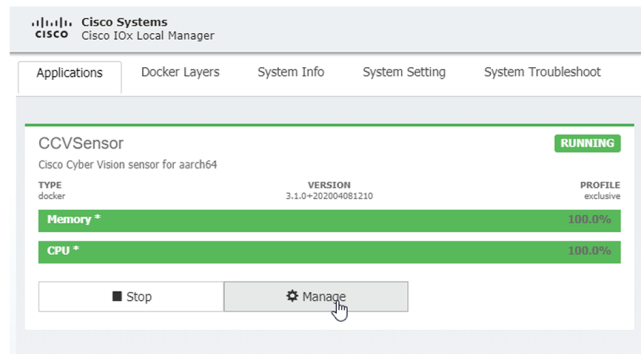 CISCO
Cisco Systems
Cisco IOx Local Manager
Applications Docker Layers System Info System Setting System Troubleshoot
CCVSensor RUNNING
Cisco Cyber Vision sensor for aarch64
TYPE VERSION PROFILE
docker 3.1.0+202004081210 exclusive
Memory * 100.0%
CPU * 100.0%
Stop Manage